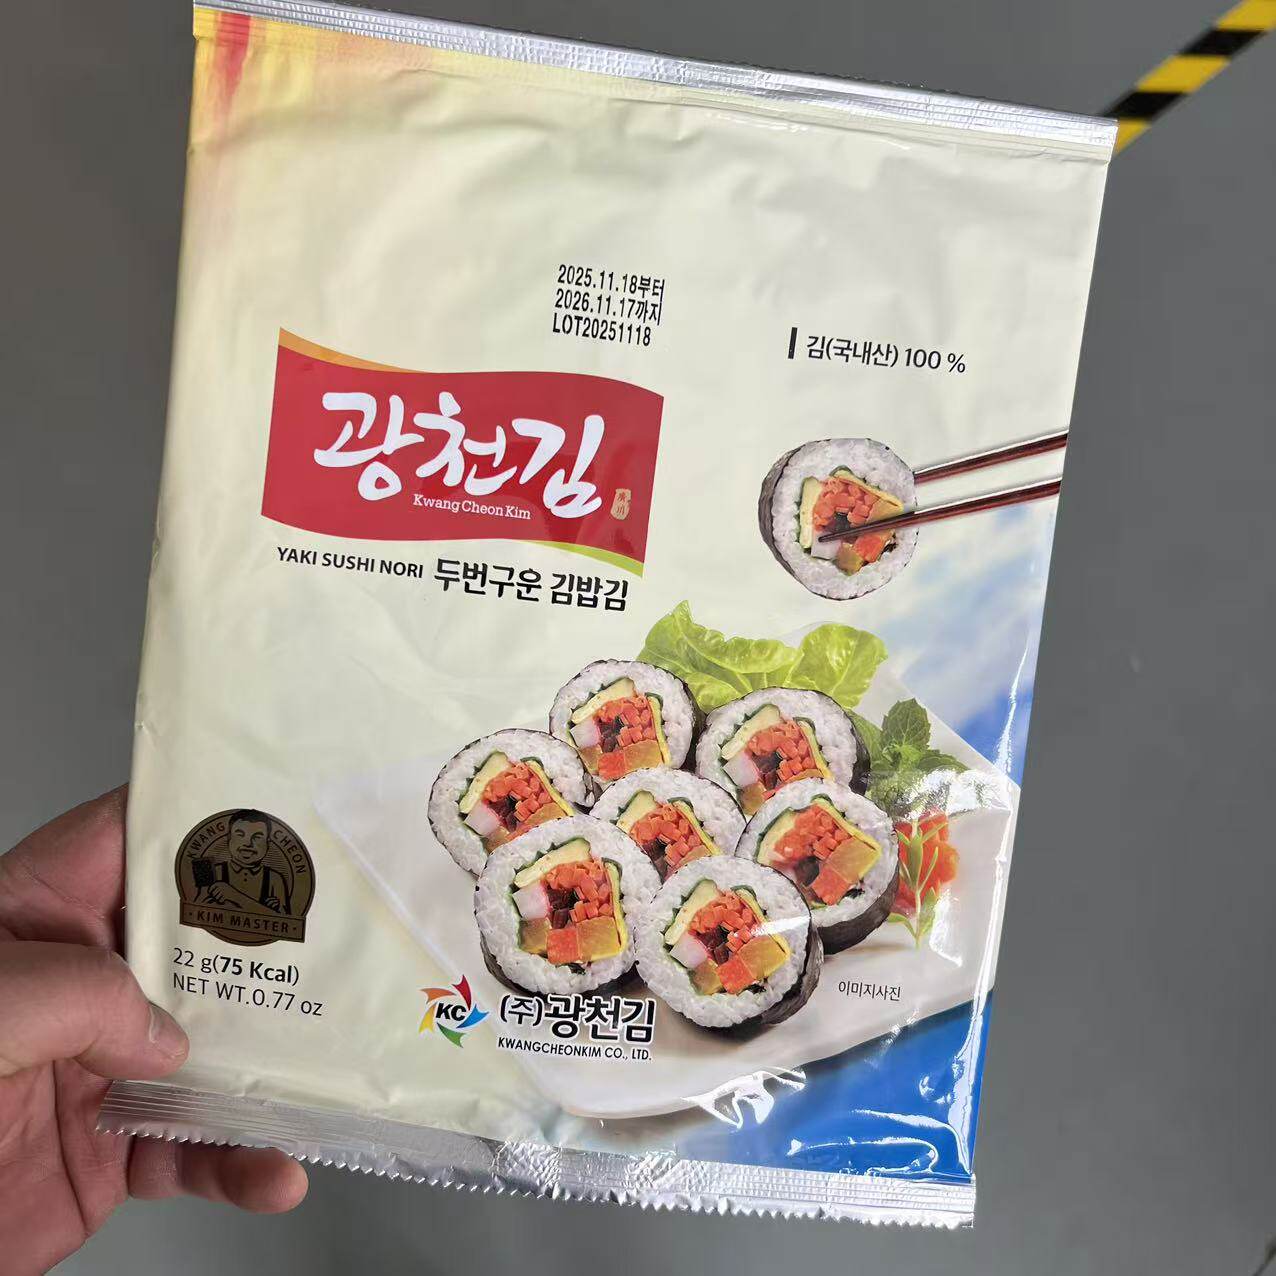 2025.11.18부터
2026.11.17까지
LOT20251118
김(국내산) 100 %
광천김
Kwang Cheon Kim
YAKI SUSHI NORI 두번구운 김밥김
KWANG CHEON
KIM MASTER
22 g(75 Kcal)
NET WT.0.77 oz
KC (주)광천김
KWANGCHEONKIM CO., LTD.
이미지사진